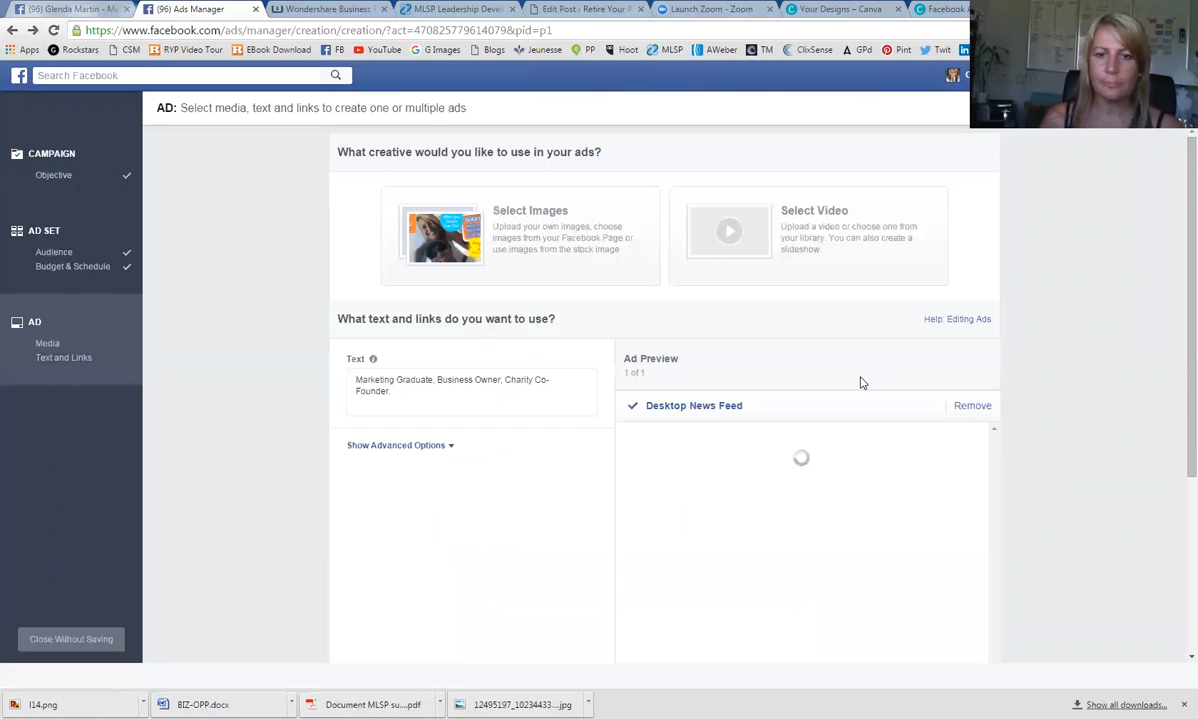 (96) Glenda Martin - M
(96) Ads Manager
Wondershare Business
MLSP Leadership Devel
Edit Post ‹ Retire Your
Launch Zoom - Zoom
Your Designs – Canva
Facebook A
https://www.facebook.com/ads/manager/creation/creation/?act=470825779614079&pid=p1
Apps Rockstars CSM RYP Video Tour EBook Download FB YouTube G Images Blogs Jeunesse PP Hoot MLSP AWeber TM ClixSense GPd Pint Twit
Search Facebook
AD: Select media, text and links to create one or multiple ads
CAMPAIGN
Objective
AD SET
Audience
Budget & Schedule
AD
Media
Text and Links
Close Without Saving
What creative would you like to use in your ads?
Select Images
Upload your own images, choose
images from your Facebook Page or
use images from the stock image
Select Video
Upload a video or choose one from
your library. You can also create a
slideshow.
What text and links do you want to use?
Help: Editing Ads
Text
Marketing Graduate, Business Owner, Charity Co-
Founder.
Show Advanced Options
Ad Preview
1 of 1
Desktop News Feed
Remove
I14.png
BIZ-OPP.docx
Document MLSP su....pdf
12495197_10234433....jpg
Show all downloads...